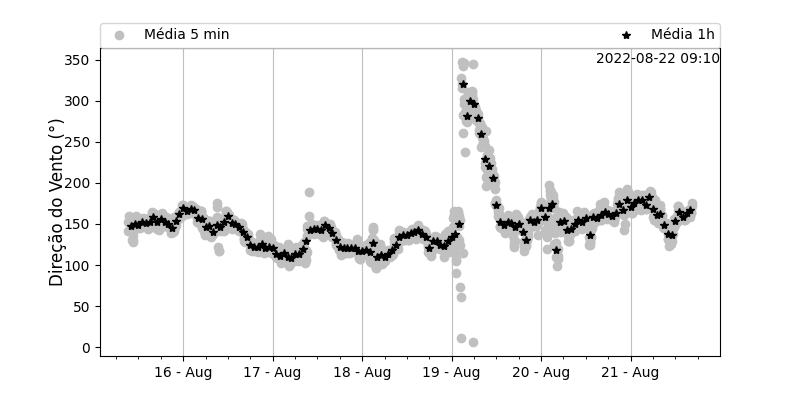 Média 5 min
Média 1h
2022-08-22 09:10
Direção do Vento (°)
350
300
250
200
150
100
50
0
16 - Aug
17 - Aug
18 - Aug
19 - Aug
20 - Aug
21 - Aug